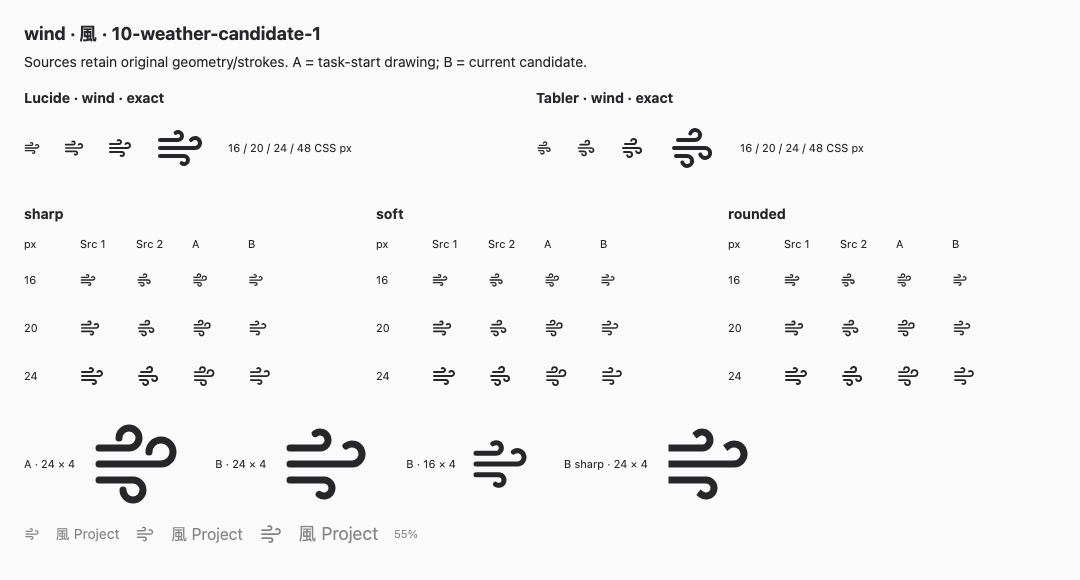 wind · 風 · 10-weather-candidate-1
Sources retain original geometry/strokes. A = task-start drawing; B = current candidate.
Lucide · wind · exact
16 / 20 / 24 / 48 CSS px
Tabler · wind · exact
16 / 20 / 24 / 48 CSS px
sharp
px Src 1 Src 2 A B
16
20
24
soft
px Src 1 Src 2 A B
16
20
24
rounded
px Src 1 Src 2 A B
16
20
24
A · 24 × 4
B · 24 × 4
B · 16 × 4
B sharp · 24 × 4
風 Project 風 Project 風 Project 55%